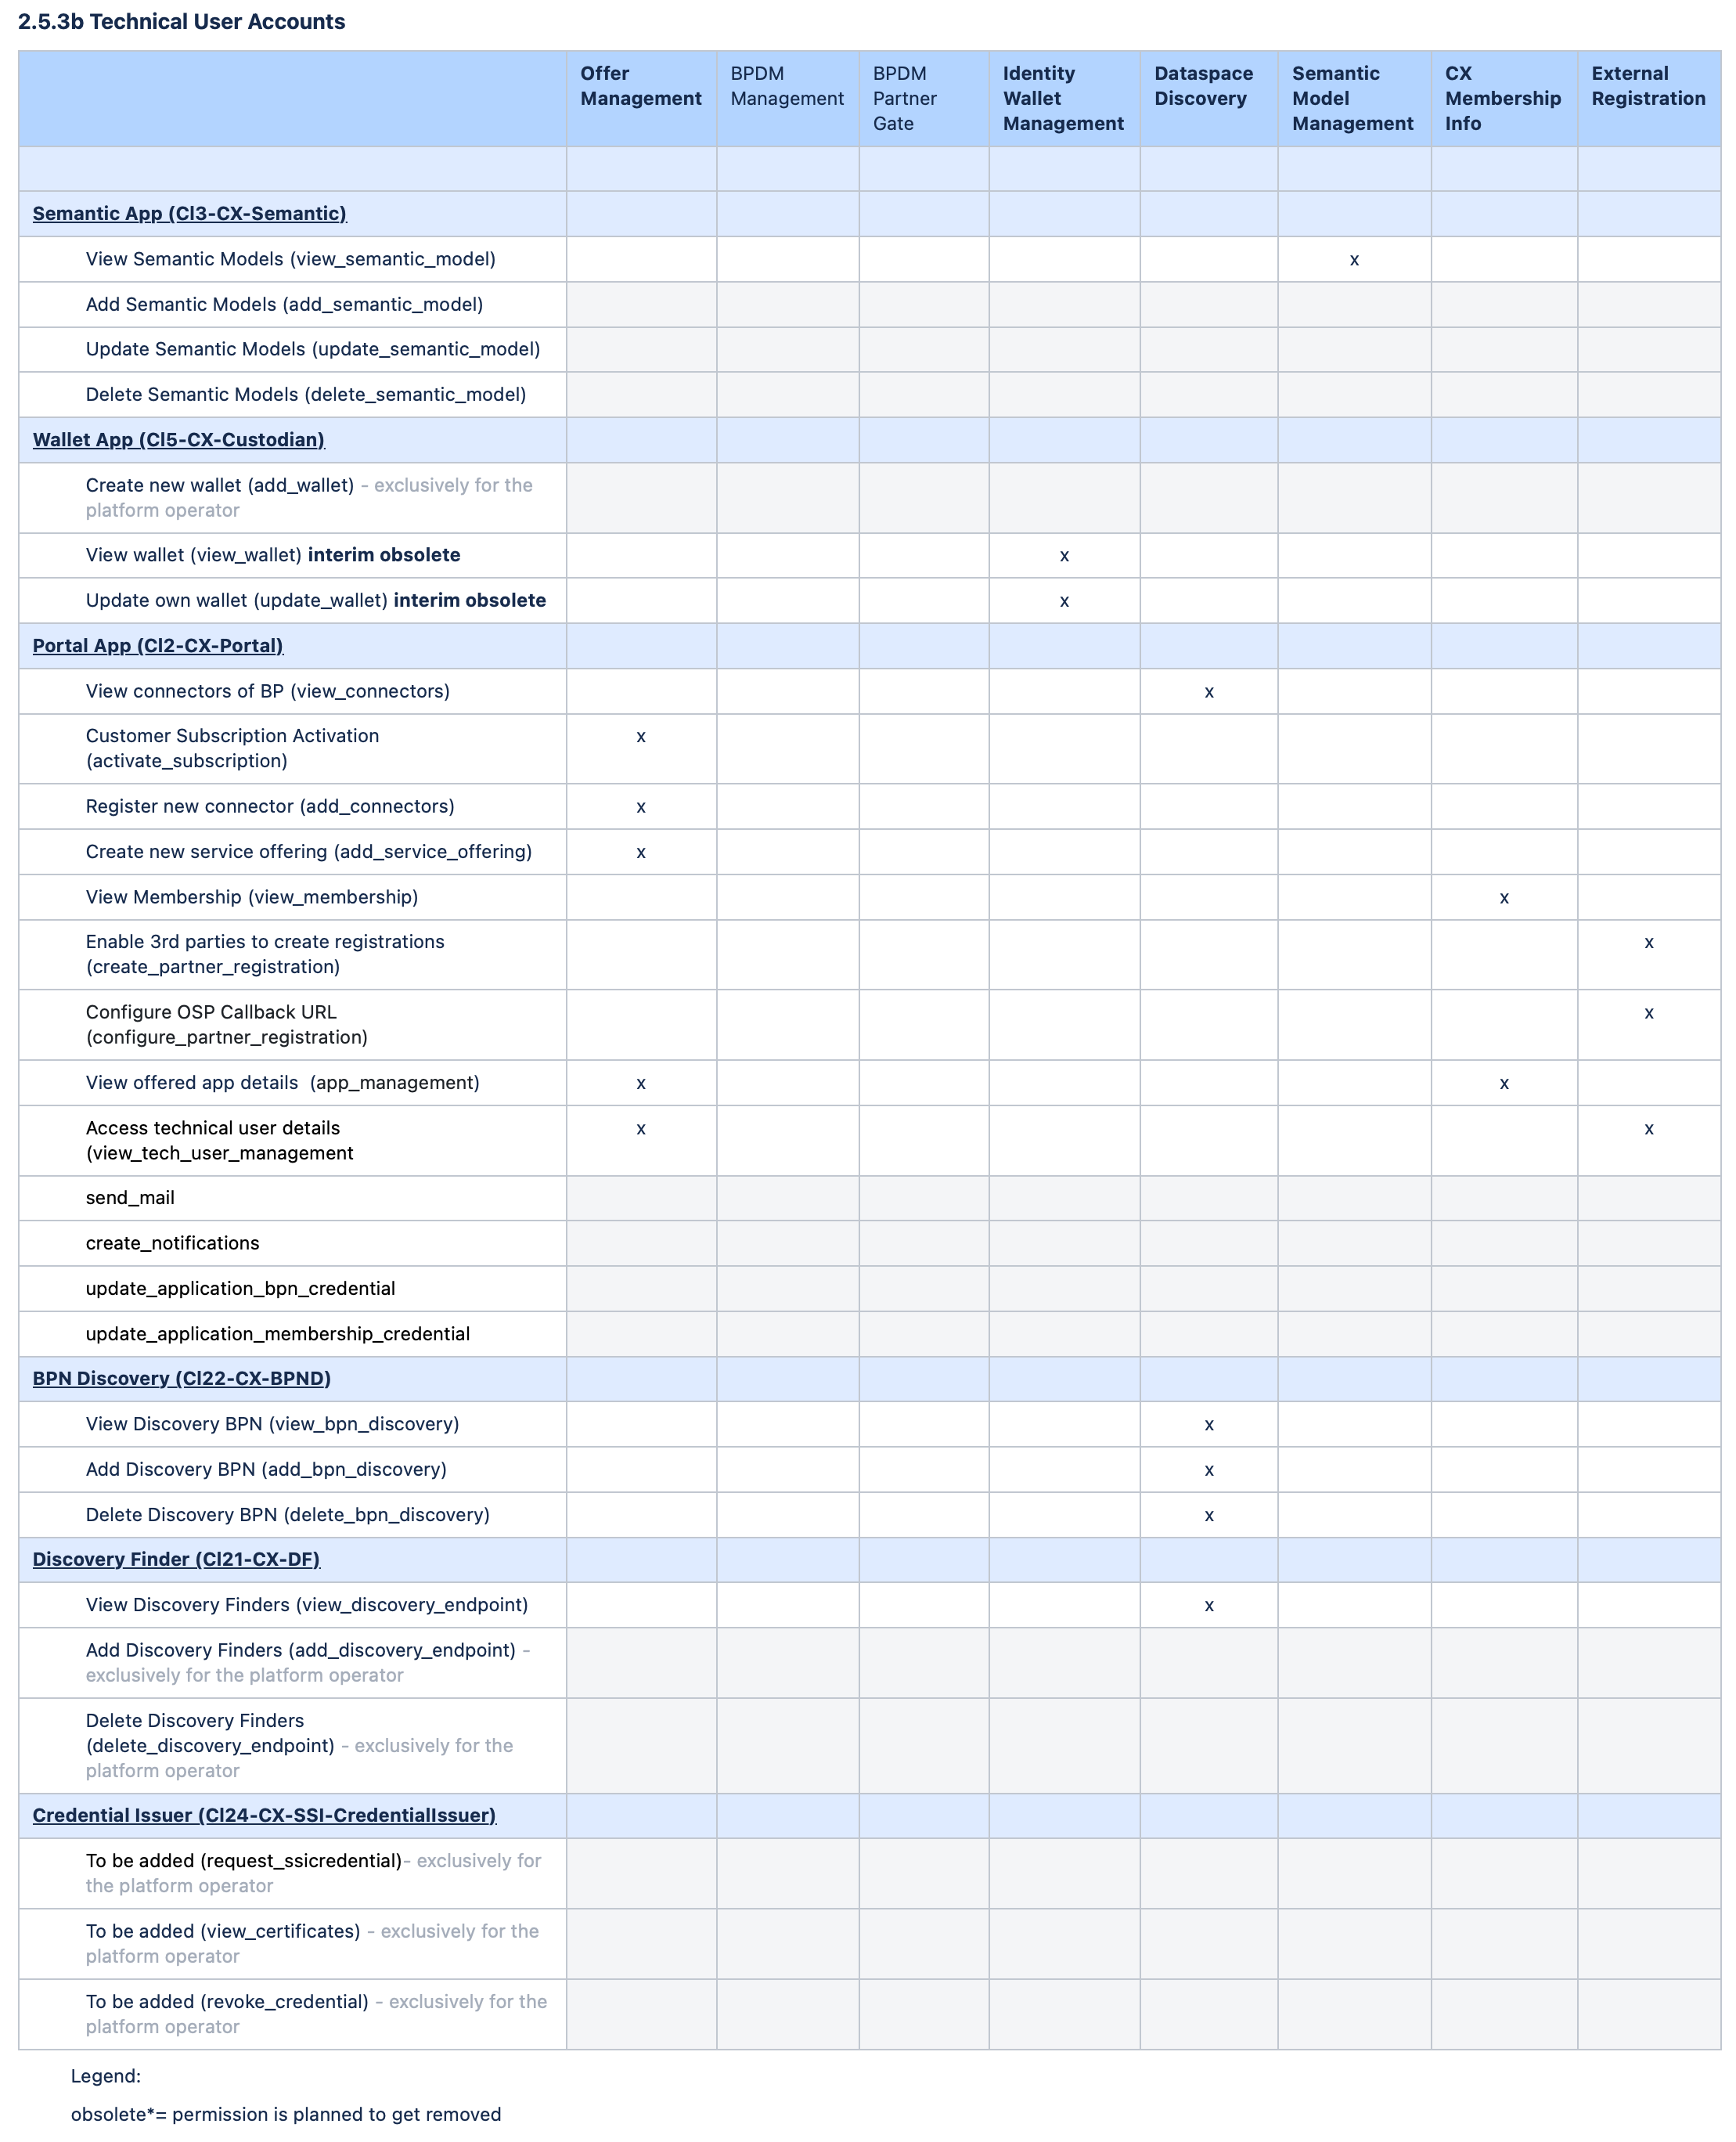 2.5.3b Technical User Accounts
Offer Management BPDM Management BPDM Partner Gate Identity Wallet Management Dataspace Discovery Semantic Model Management CX Membership Info External Registration
Semantic App (Cl3-CX-Semantic)
View Semantic Models (view_semantic_model) x
Add Semantic Models (add_semantic_model)
Update Semantic Models (update_semantic_model)
Delete Semantic Models (delete_semantic_model)
Wallet App (Cl5-CX-Custodian)
Create new wallet (add_wallet) - exclusively for the
platform operator
View wallet (view_wallet) interim obsolete x
Update own wallet (update_wallet) interim obsolete x
Portal App (Cl2-CX-Portal)
View connectors of BP (view_connectors) x
Customer Subscription Activation x
(activate_subscription)
Register new connector (add_connectors) x
Create new service offering (add_service_offering) x
View Membership (view_membership) x
Enable 3rd parties to create registrations x
(create_partner_registration)
Configure OSP Callback URL x
(configure_partner_registration)
View offered app details (app_management) x x
Access technical user details x x
(view_tech_user_management
send_mail
create_notifications
update_application_bpn_credential
update_application_membership_credential
BPN Discovery (Cl22-CX-BPND)
View Discovery BPN (view_bpn_discovery) x
Add Discovery BPN (add_bpn_discovery) x
Delete Discovery BPN (delete_bpn_discovery) x
Discovery Finder (Cl21-CX-DF)
View Discovery Finders (view_discovery_endpoint) x
Add Discovery Finders (add_discovery_endpoint) -
exclusively for the platform operator
Delete Discovery Finders
(delete_discovery_endpoint) - exclusively for the
platform operator
Credential Issuer (Cl24-CX-SSI-CredentialIssuer)
To be added (request_ssicredential)- exclusively for
the platform operator
To be added (view_certificates) - exclusively for the
platform operator
To be added (revoke_credential) - exclusively for the
platform operator
Legend:
obsolete*= permission is planned to get removed